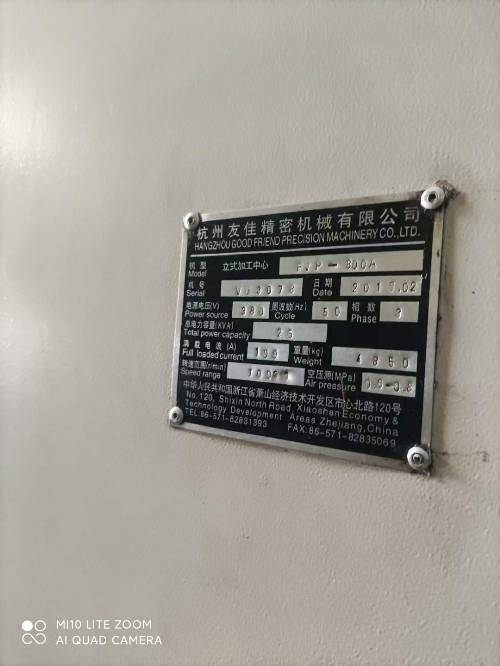 杭州友佳精密机械有限公司
HANGZHOU GOOD FRIEND PRECISION MACHINERY CO.,LTD.
机型 Model 立式加工中心
机号 Serial 日期 Date
电源电压(V) Power source 380 周波数(Hz) Cycle 50 相数 Phase 3
总电力容量(KVA) Total power capacity 25
满载电流(A) Full loaded current 重量(kg) Weight 4850
转速范围(r/min) Speed range 空压源(MPa) Air pressure
中华人民共和国浙江省萧山经济技术开发区市心北路120号
No.120, Shixin North Road, Xiaoshan Economy &
Technology Development Areas Zhejiang, China
TEL:86-571-82831393 FAX:86-571-82835069
MI10 LITE ZOOM
AI QUAD CAMERA